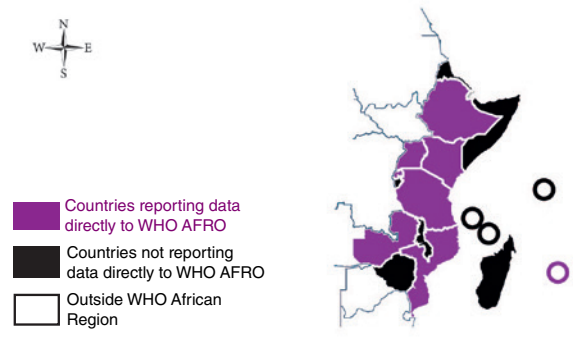 N
W E
S
Countries reporting data
directly to WHO AFRO
Countries not reporting
data directly to WHO AFRO
Outside WHO African
Region